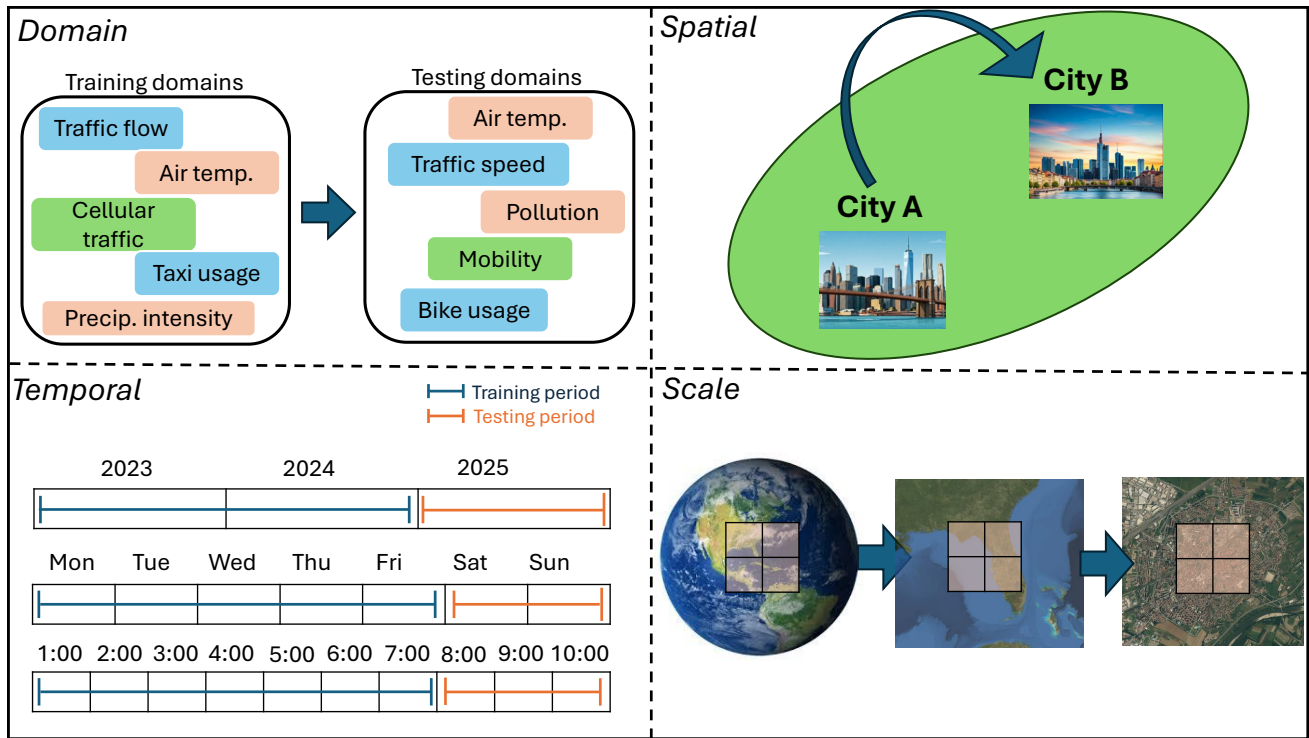 Domain
Training domains
Traffic flow
Air temp.
Cellular
traffic
Taxi usage
Precip. intensity
Testing domains
Air temp.
Traffic speed
Pollution
Mobility
Bike usage
Spatial
City B
City A
Temporal
Training period
Testing period
2023 2024 2025
Mon Tue Wed Thu Fri Sat Sun
1:00 2:00 3:00 4:00 5:00 6:00 7:00 8:00 9:00 10:00
Scale